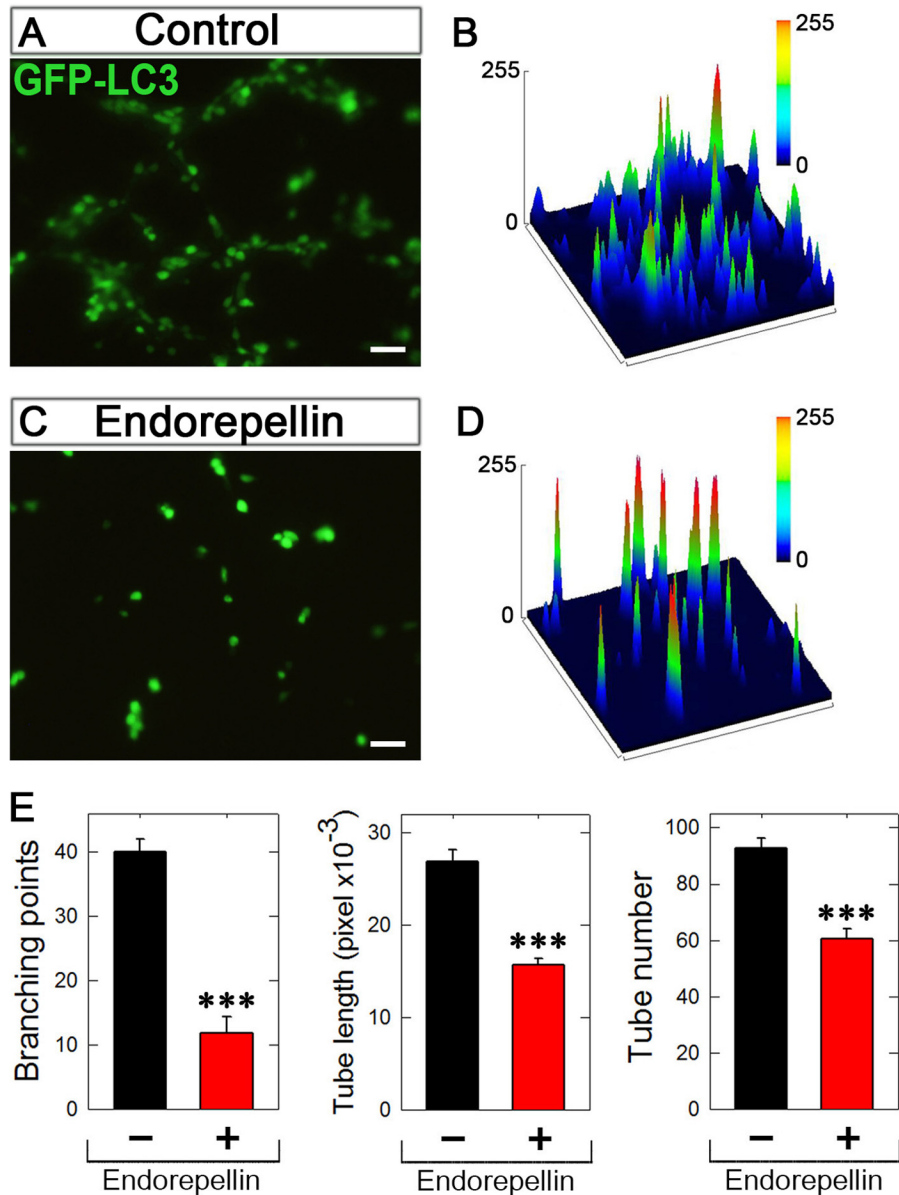 A Control
GFP-LC3
B
255
0
255
0
C Endorepellin
D
255
0
255
0
E
Branching points
40
30
20
10
0
***
− +
Endorepellin
Tube length (pixel x10-3)
30
20
10
0
***
− +
Endorepellin
Tube number
100
80
60
40
20
0
***
− +
Endorepellin